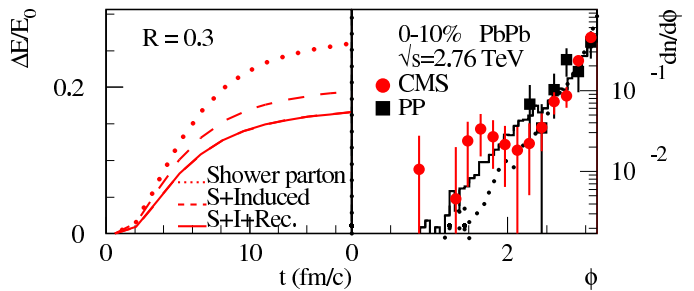 ΔE/E₀
R = 0.3
0.2
0
Shower parton
S+Induced
S+I+Rec.
0
10
t (fm/c)
0-10% PbPb
√s=2.76 TeV
CMS
PP
0
2
ϕ
10⁻¹
10⁻²
dn/dϕ